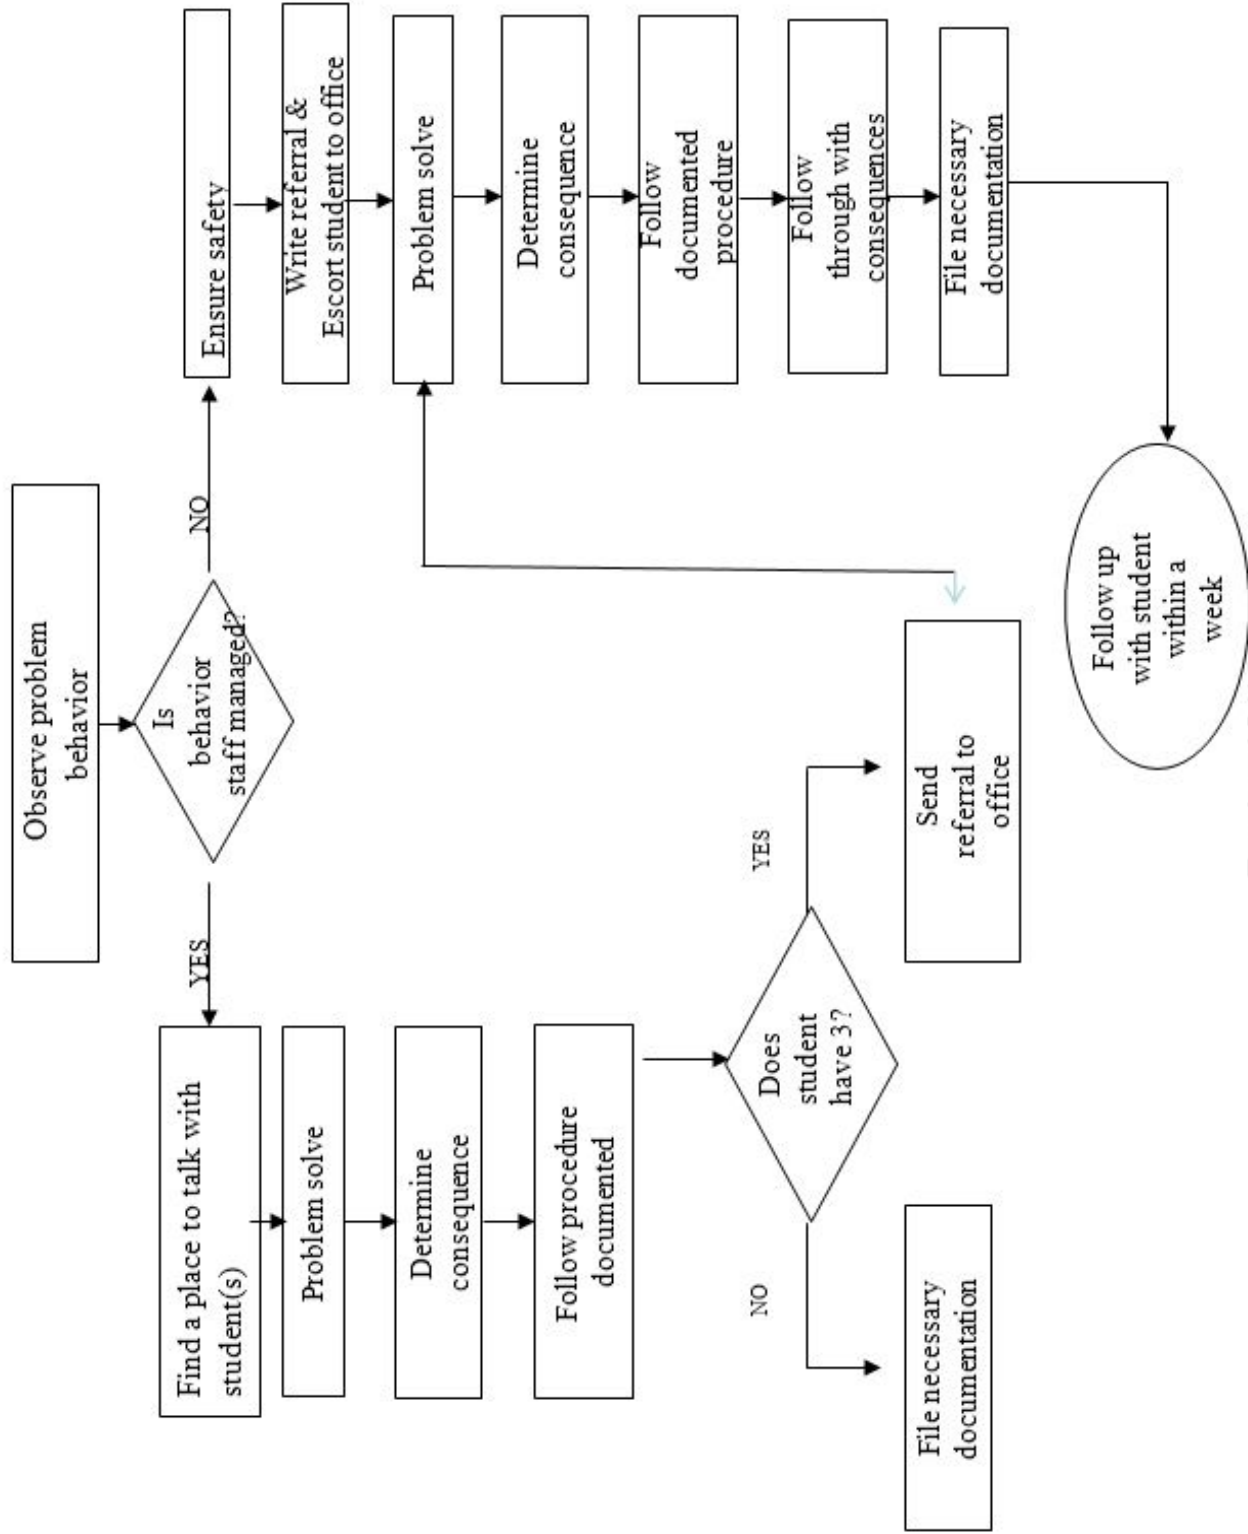 Observe problem
behavior
Is
behavior
staff managed?
YES
NO
Find a place to talk with
student(s)
Problem solve
Determine
consequence
Follow procedure
documented
Does
student
have 3?
NO
YES
File necessary
documentation
Send
referral to
office
Ensure safety
Write referral &
Escort student to office
Problem solve
Determine
consequence
Follow
documented
procedure
Follow
through with
consequences
File necessary
documentation
Follow up
with student
within a
week